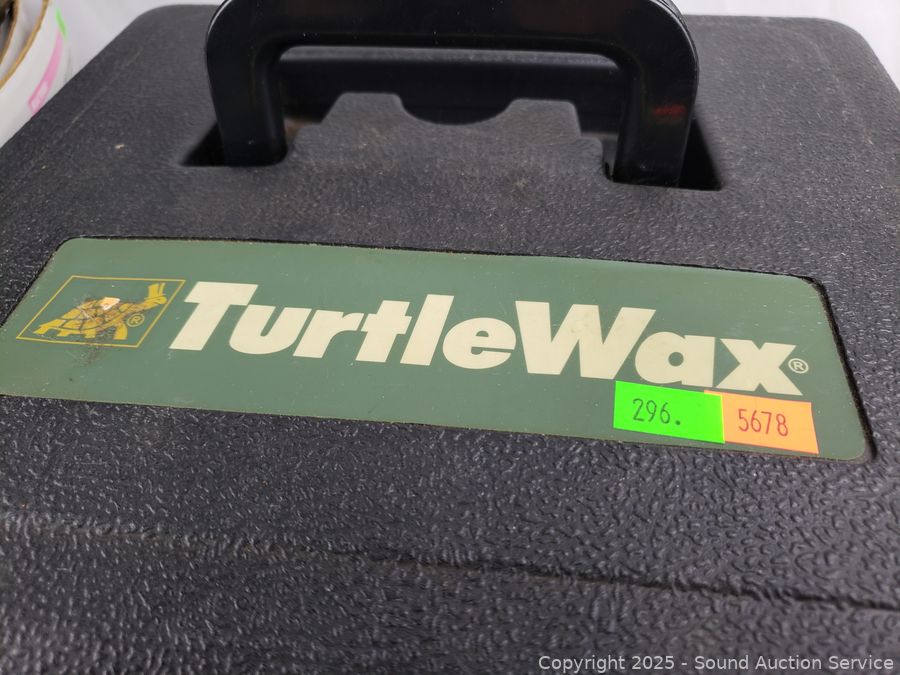 ® TurtleWax®
296. 5678
Copyright 2025 - Sound Auction Service